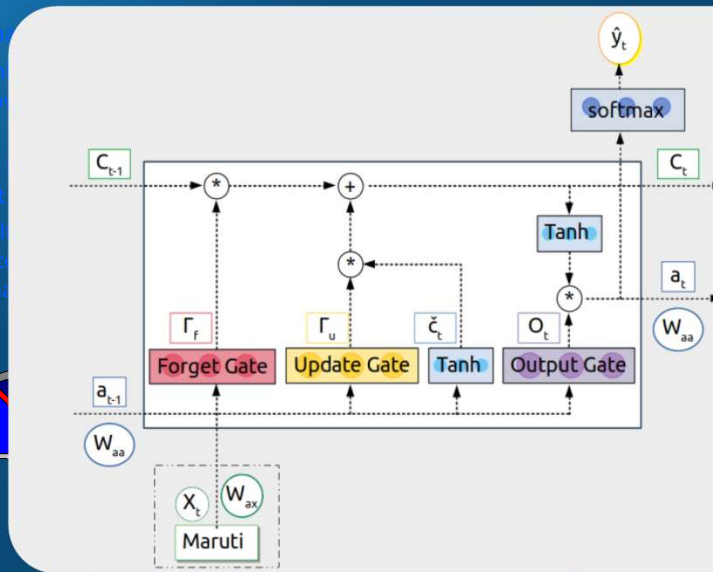 ŷt
softmax
Ct-1
Ct
*
+
Tanh
*
*
at
Γf
Γu
čt
Ot
Waa
Forget Gate
Update Gate
Tanh
Output Gate
at-1
Waa
Xt
Wax
Maruti